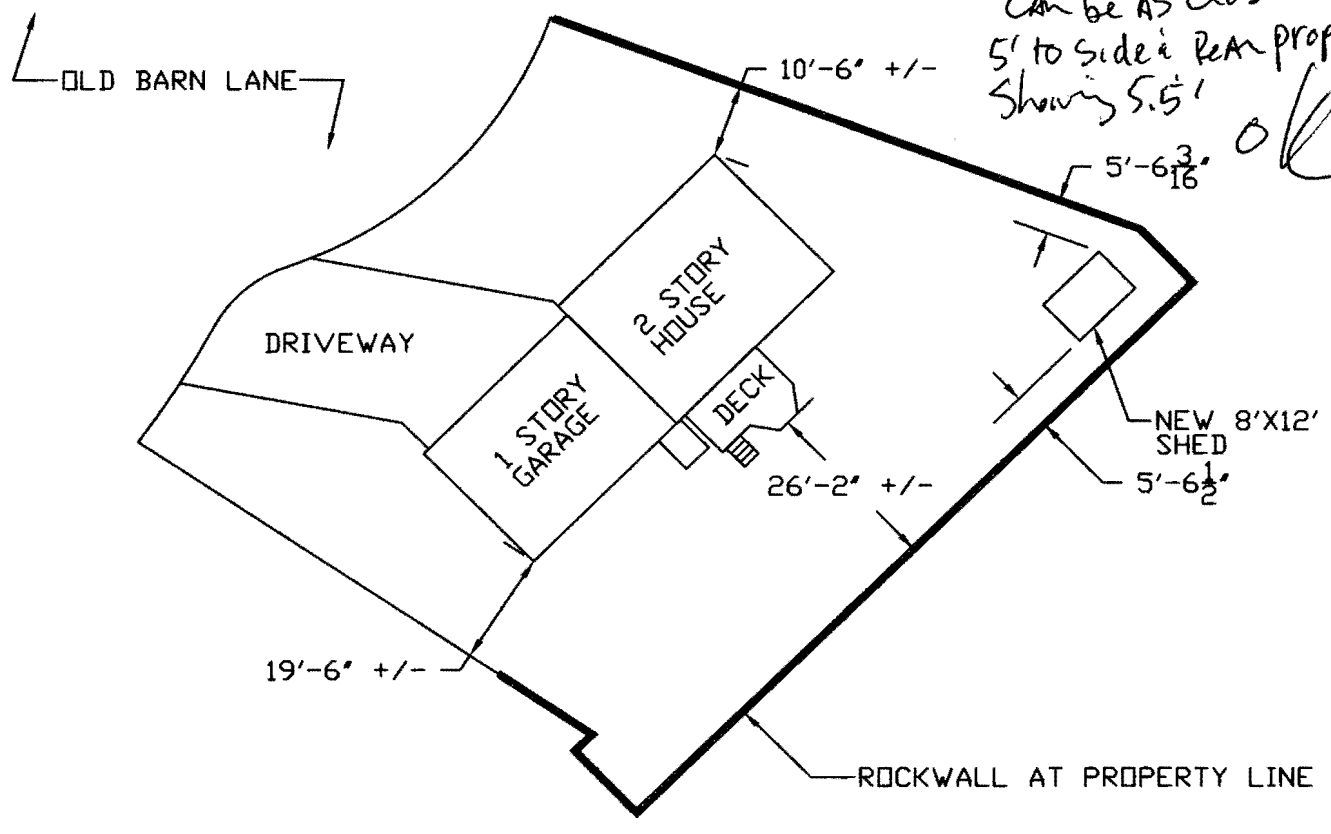 CAN be AS
5' to Side & ReAr prop
Showing 5.5'
ok
OLD BARN LANE
10'-6" +/-
5'-6 3/16"
2 STORY
HOUSE
DRIVEWAY
1 STORY
GARAGE
DECK
NEW 8'X12'
SHED
26'-2" +/-
5'-6 1/2"
19'-6" +/-
ROCKWALL AT PROPERTY LINE